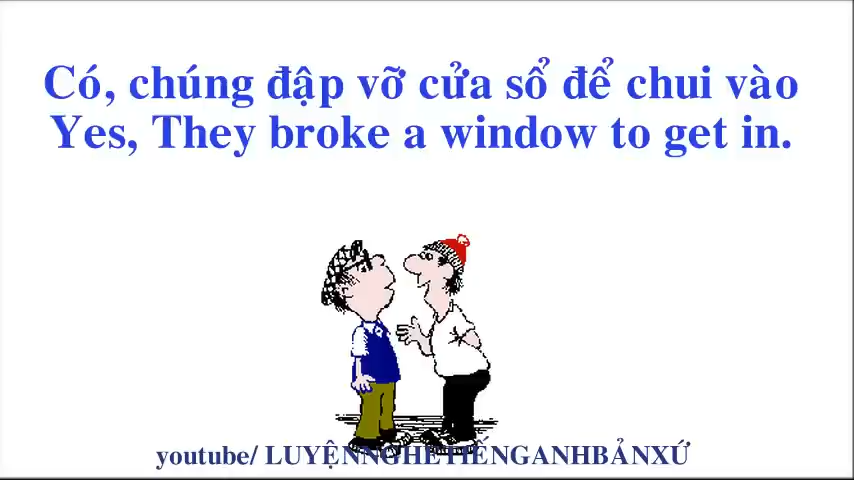 Có, chúng đập vỡ cửa sổ để chui vào
Yes, They broke a window to get in.
youtube/ LUYỆNNGHETIẾNGANHBẢNXỨ